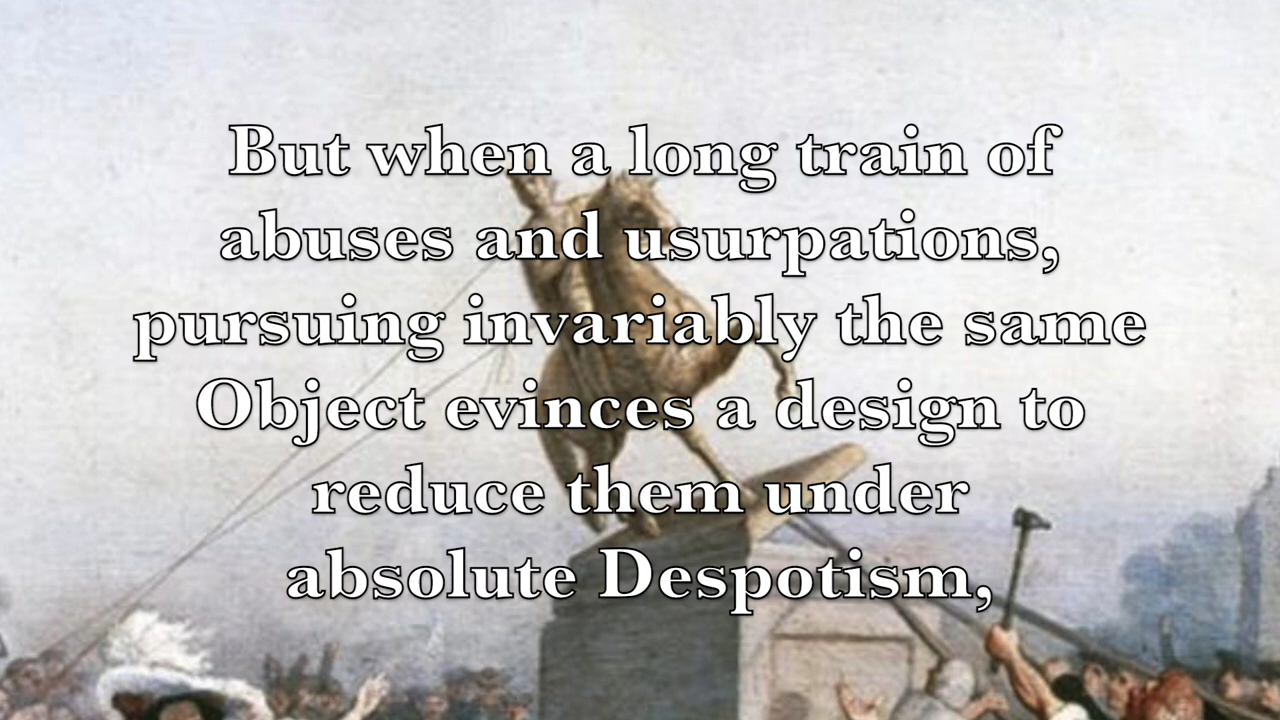 But when a long train of
abuses and usurpations,
pursuing invariably the same
Object evinces a design to
reduce them under
absolute Despotism,